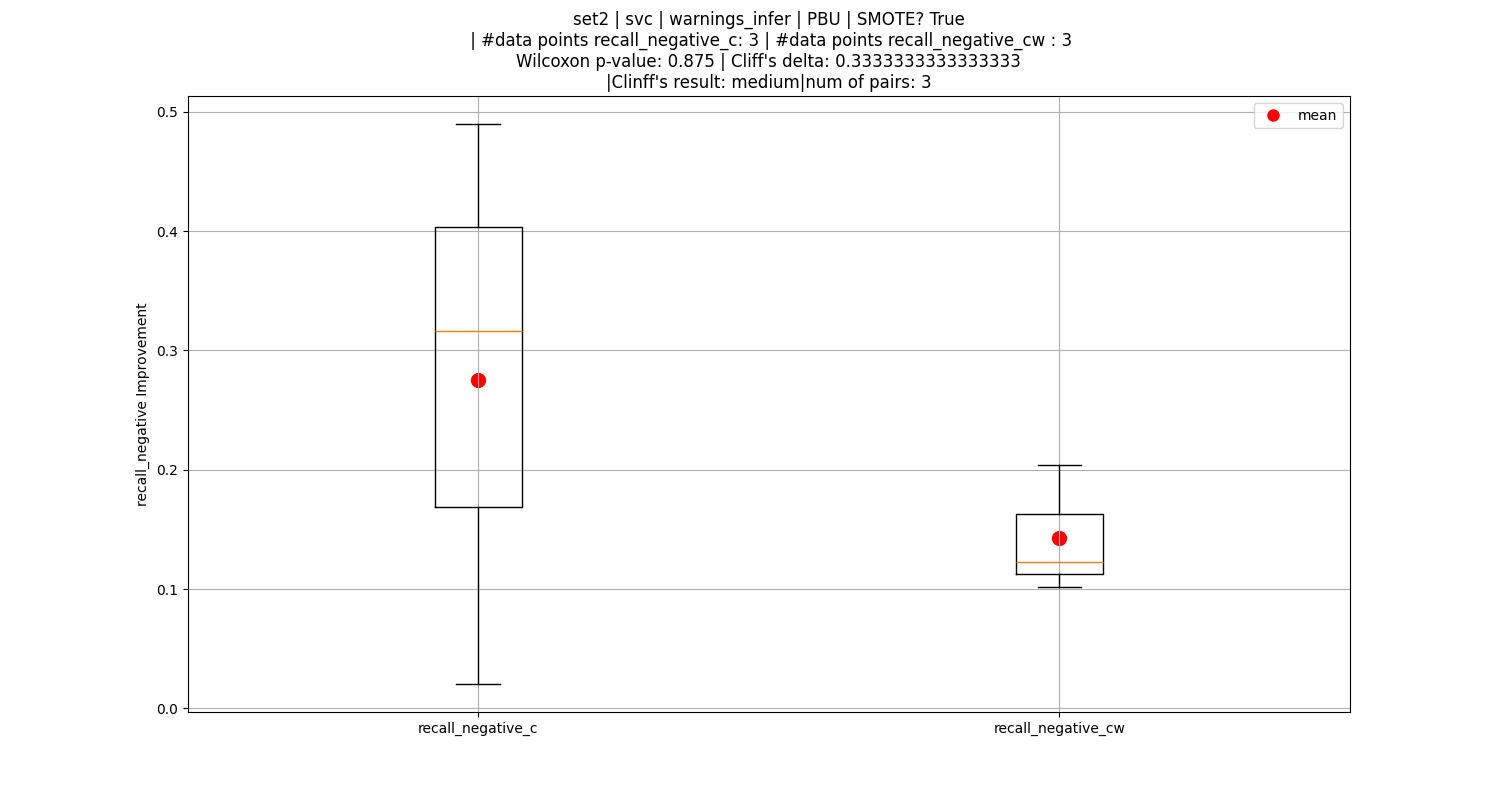 set2 | svc | warnings_infer | PBU | SMOTE? True
| #data points recall_negative_c: 3 | #data points recall_negative_cw : 3
Wilcoxon p-value: 0.875 | Cliff's delta: 0.3333333333333333
|Clinff's result: medium|num of pairs: 3
mean
0.5
0.4
0.3
0.2
0.1
0.0
recall_negative Improvement
recall_negative_c
recall_negative_cw